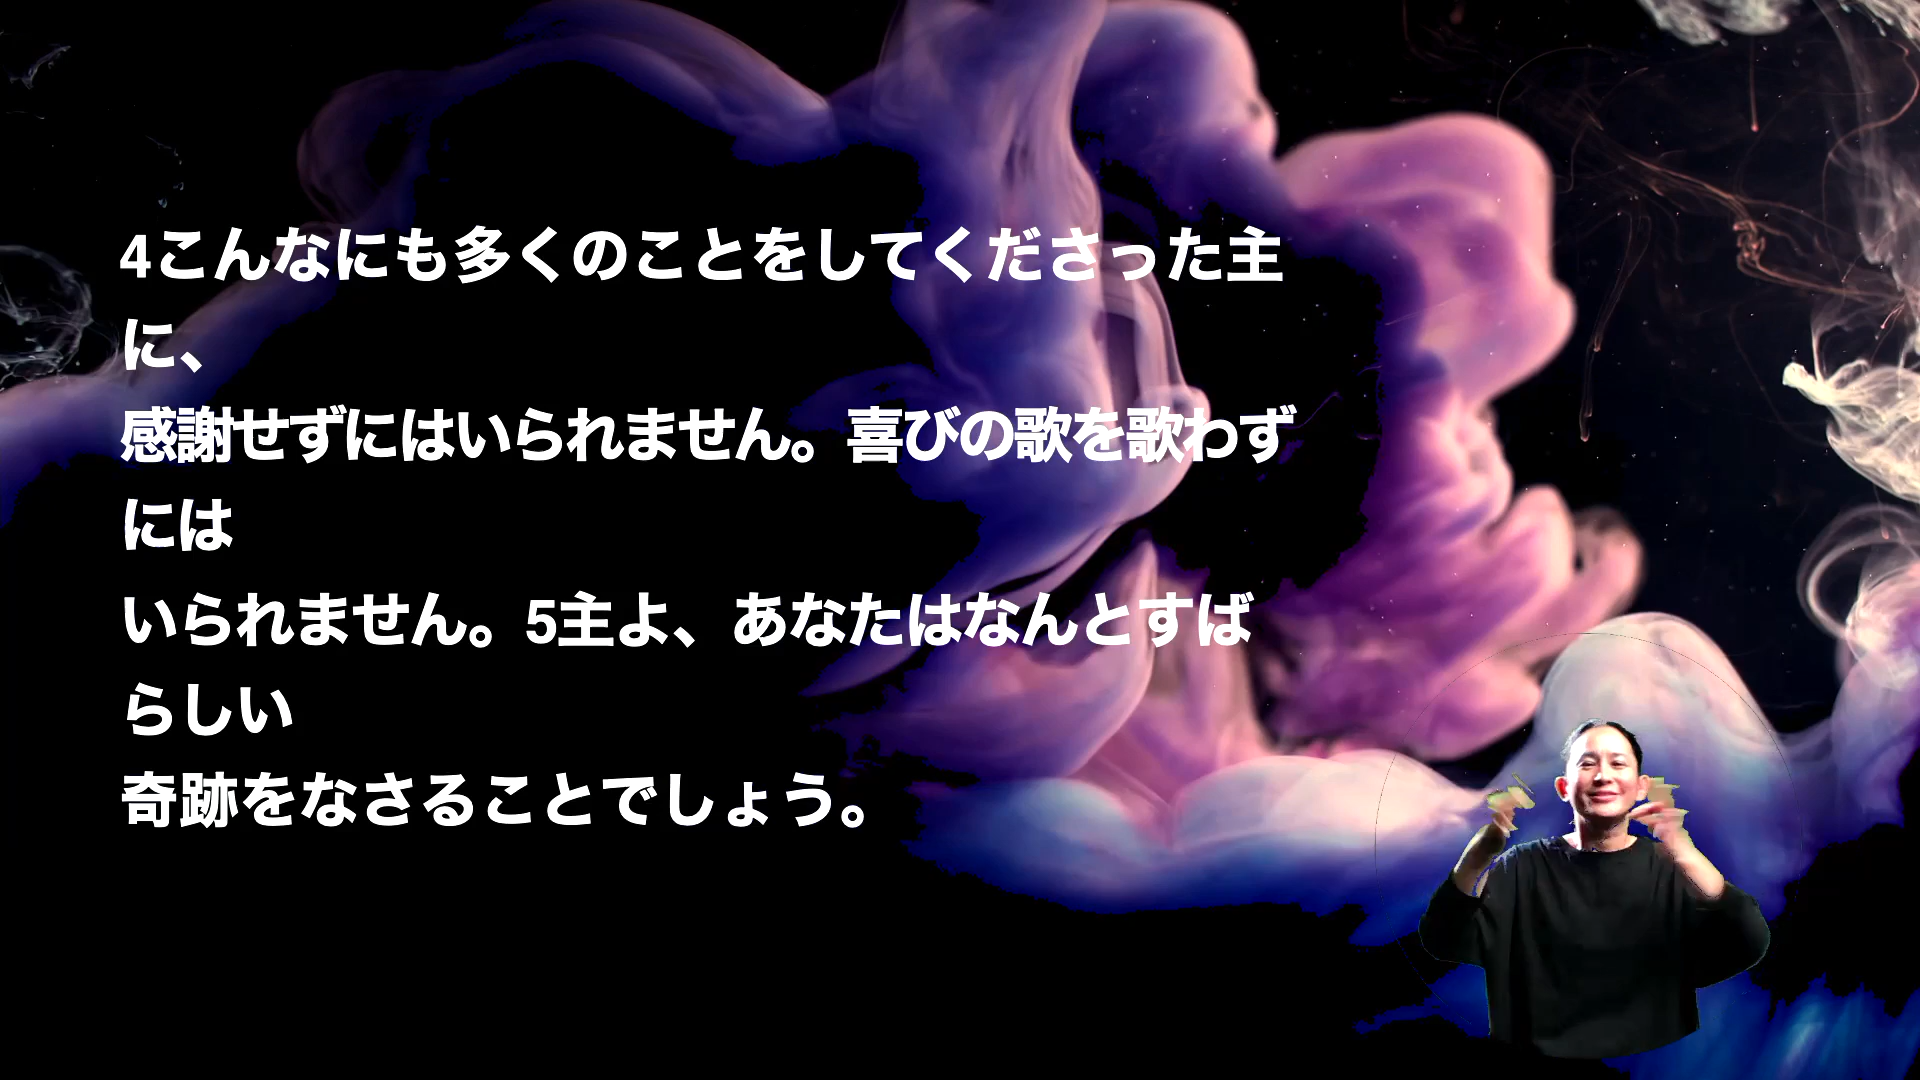 4こんなにも多くのことをしてくださった主
に、
感謝せずにはいられません。喜びの歌を歌わず
には
いられません。5主よ、あなたはなんとすば
らしい
奇跡をなさることでしょう。